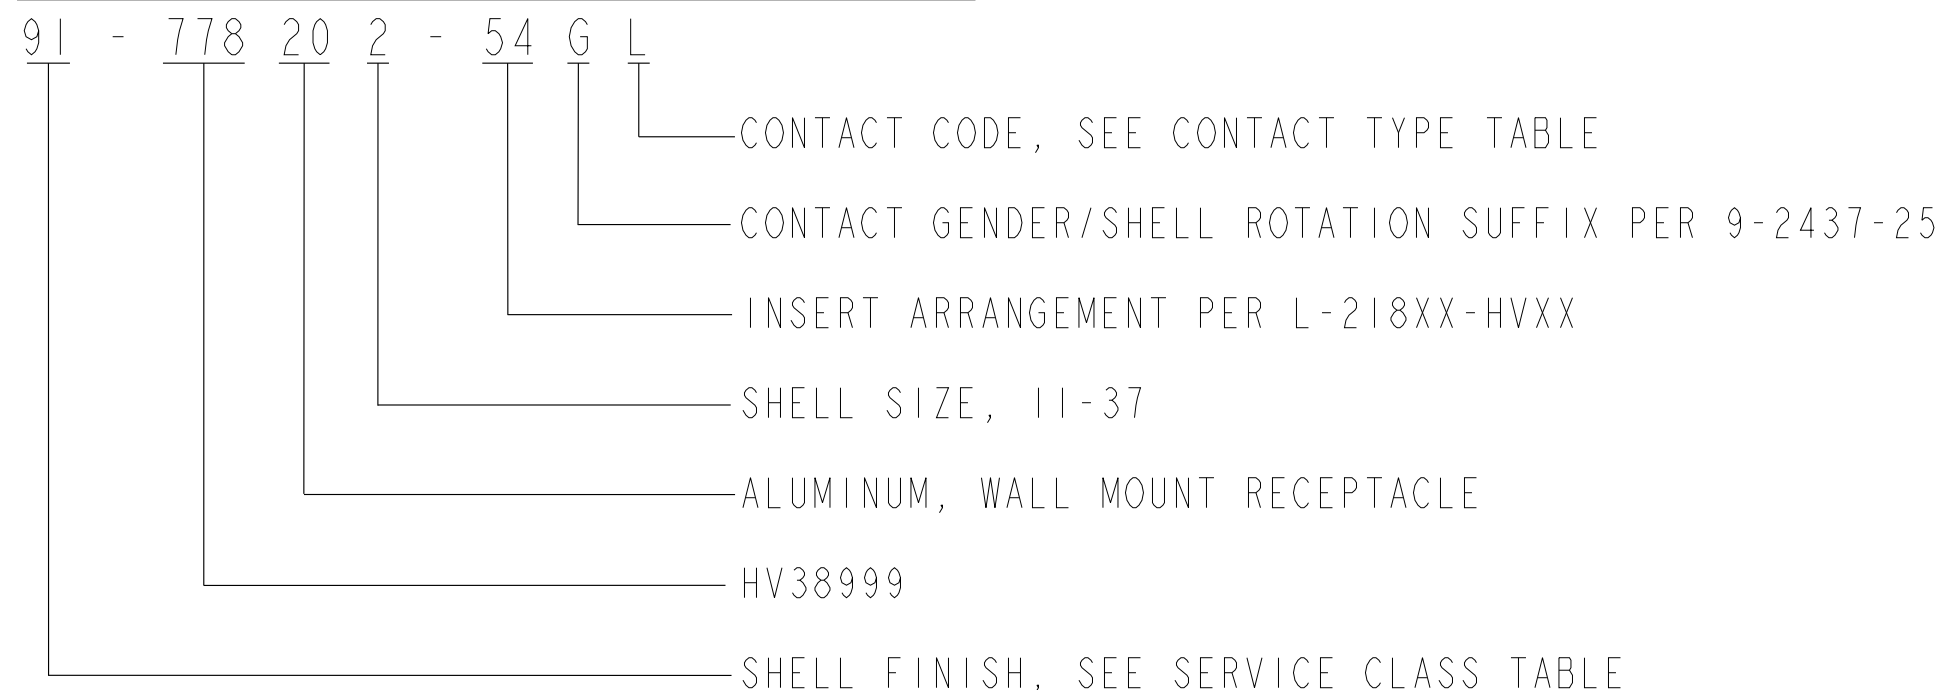 91 - 778 20 2 - 54 G L
CONTACT CODE, SEE CONTACT TYPE TABLE
CONTACT GENDER/SHELL ROTATION SUFFIX PER 9-2437-25
INSERT ARRANGEMENT PER L-218XX-HVXX
SHELL SIZE, 11-37
ALUMINUM, WALL MOUNT RECEPTACLE
HV38999
SHELL FINISH, SEE SERVICE CLASS TABLE